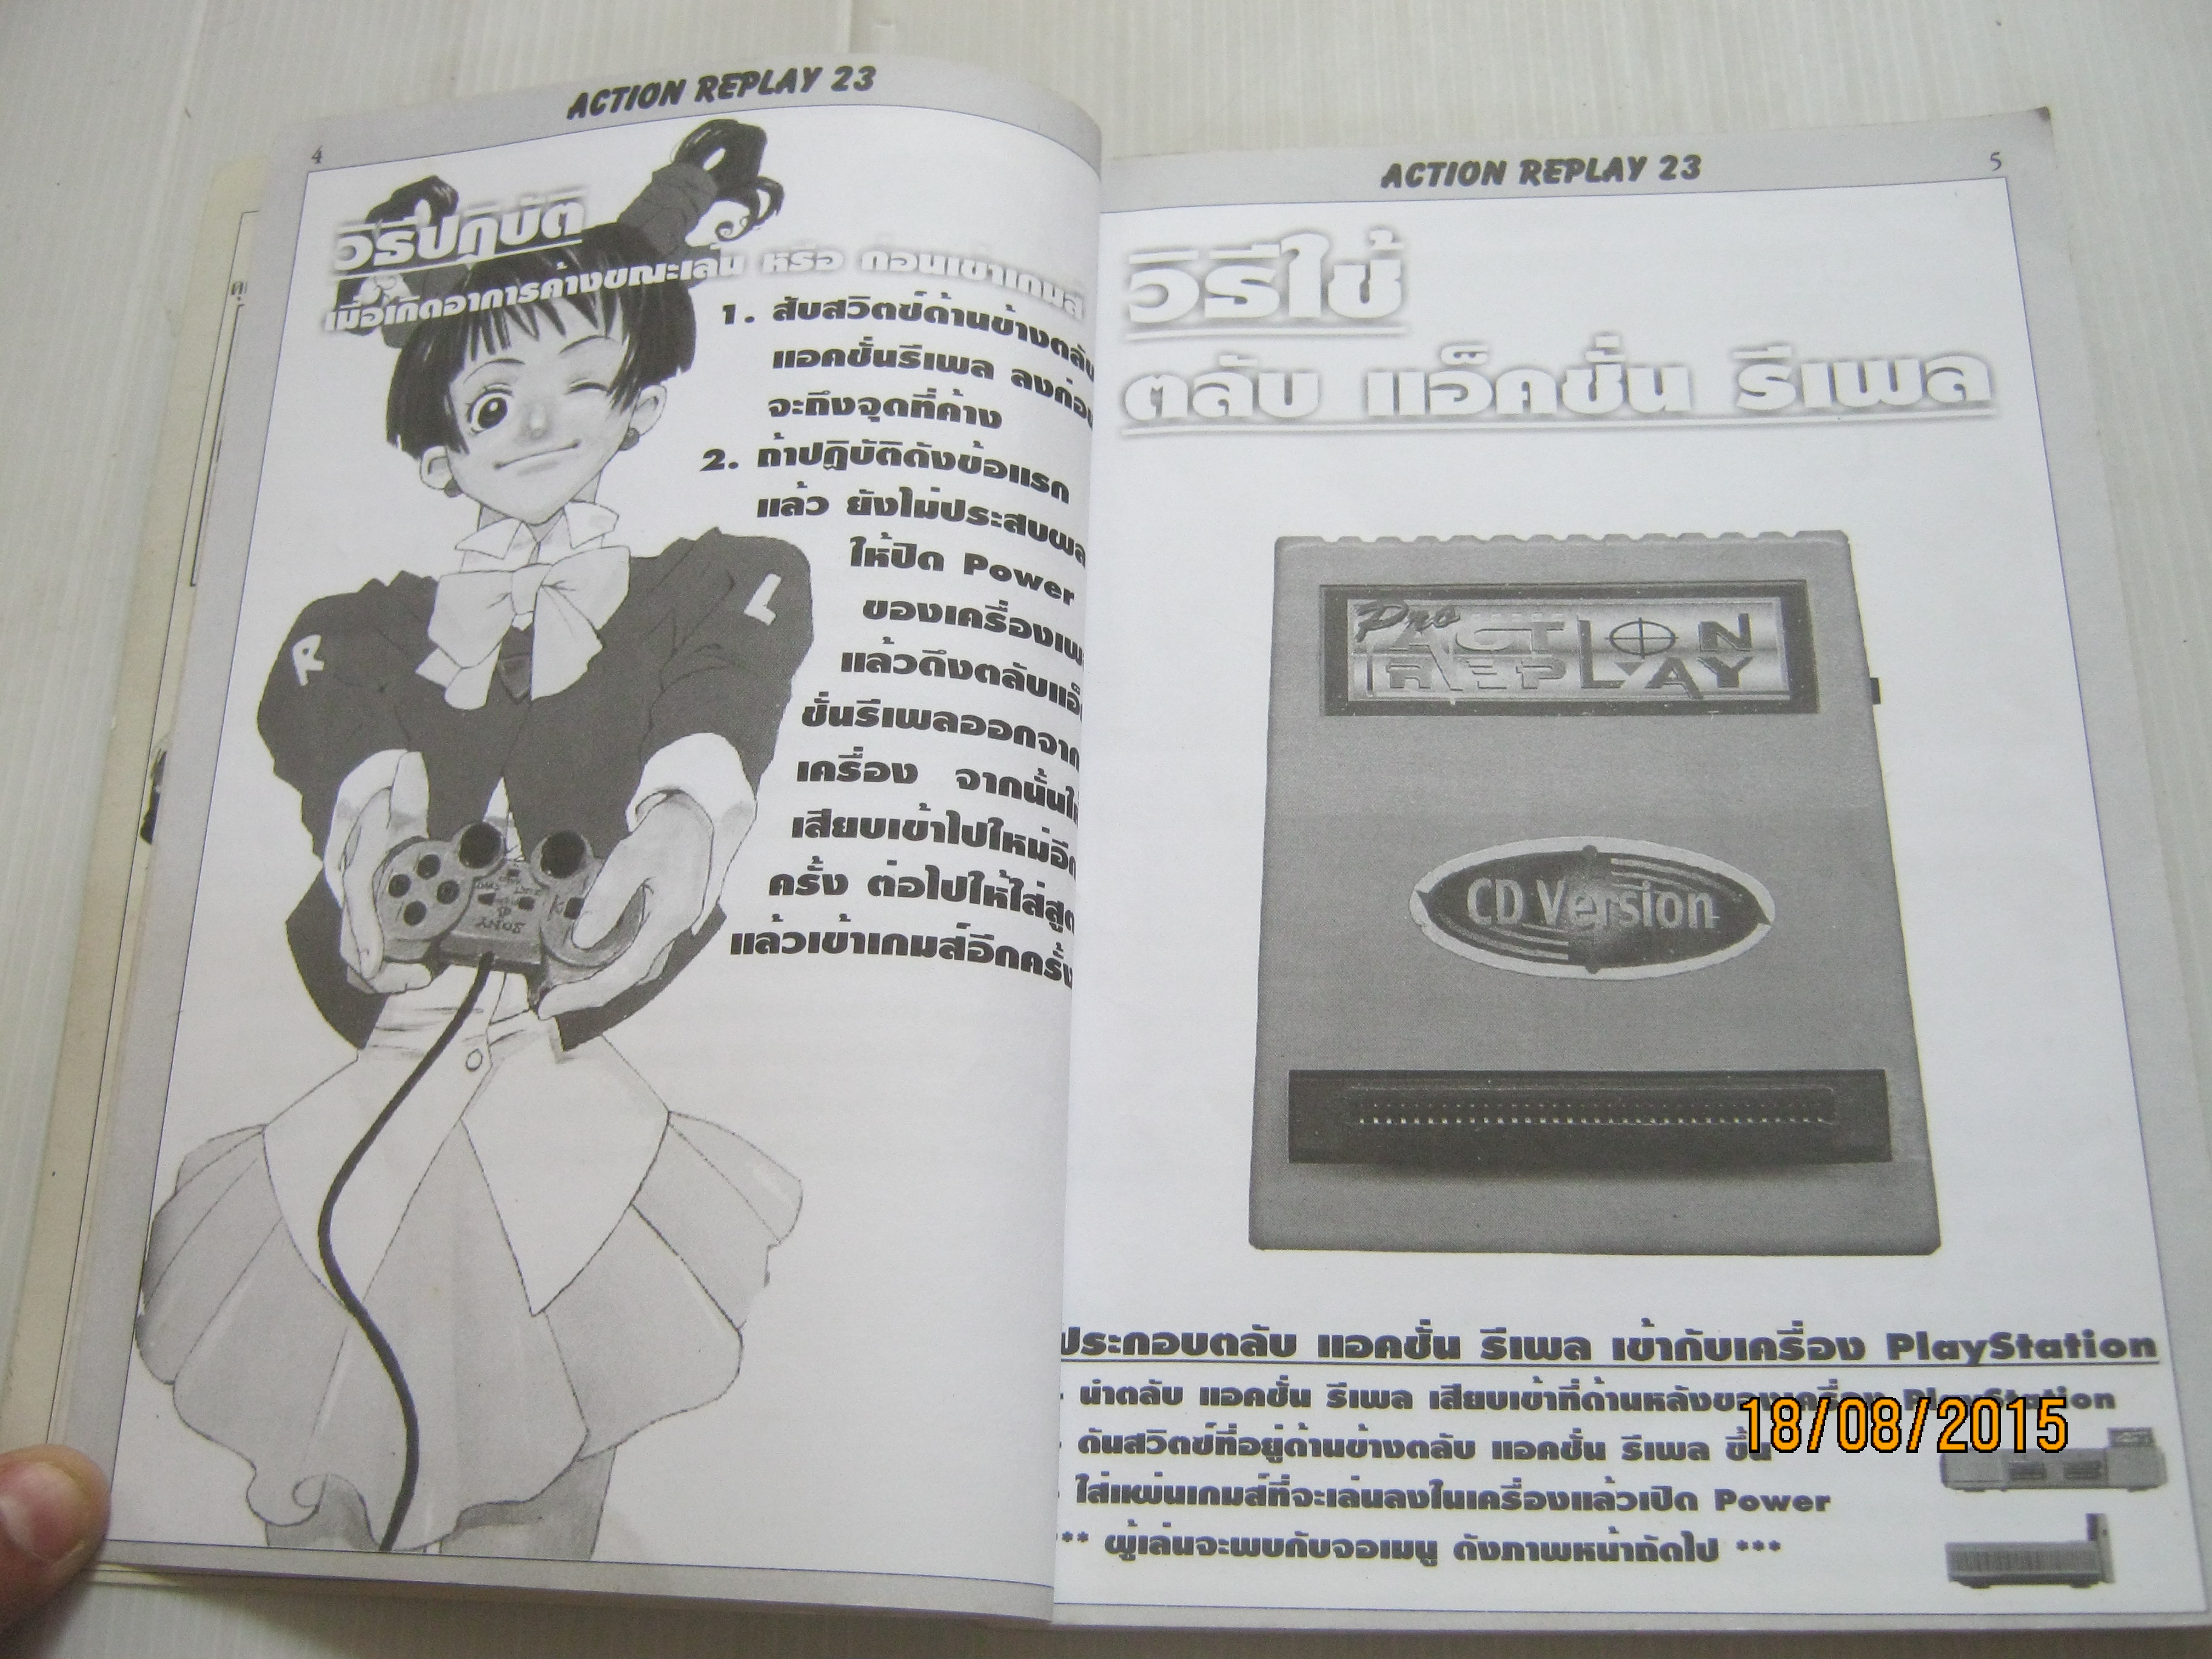 ACTION REPLAY 23
4
วิธีปฏิบัติ
เมื่อเกิดอาการค้างขณะเล่น หรือ ก่อนเข้าเกมส์
1. สับสวิตซ์ด้านข้างตลับ
แอคชั่นรีเพล ลงก่อน
จะถึงจุดที่ค้าง
2. ถ้าปฏิบัติดังข้อแรก
แล้ว ยังไม่ประสบผล
ให้ปิด Power
ของเครื่อง
แล้วดึงตลับ
ชั่นรีเพลออกจาก
เครื่อง จากนั้น
เสียบเข้าไปใหม่อีก
ครั้ง ต่อไปให้ใส่สูตร
แล้วเข้าเกมส์อีกครั้ง
R
L
SONY
SELECT
ACTION REPLAY 23
5
วิธีใช้
ตลับ แอ็คชั่น รีเพล
Pro
ACTION
REPLAY
CD Version
ประกอบตลับ แอคชั่น รีเพล เข้ากับเครื่อง PlayStation
- นำตลับ แอคชั่น รีเพล เสียบเข้าที่ด้านหลังของเครื่อง PlayStation
- ดันสวิตซ์ที่อยู่ด้านข้างตลับ แอคชั่น รีเพล ขึ้น
- ใส่แผ่นเกมส์ที่จะเล่นลงในเครื่องแล้วเปิด Power
*** ผู้เล่นจะพบกับจอเมนู ดังภาพหน้าถัดไป ***
18/08/2015